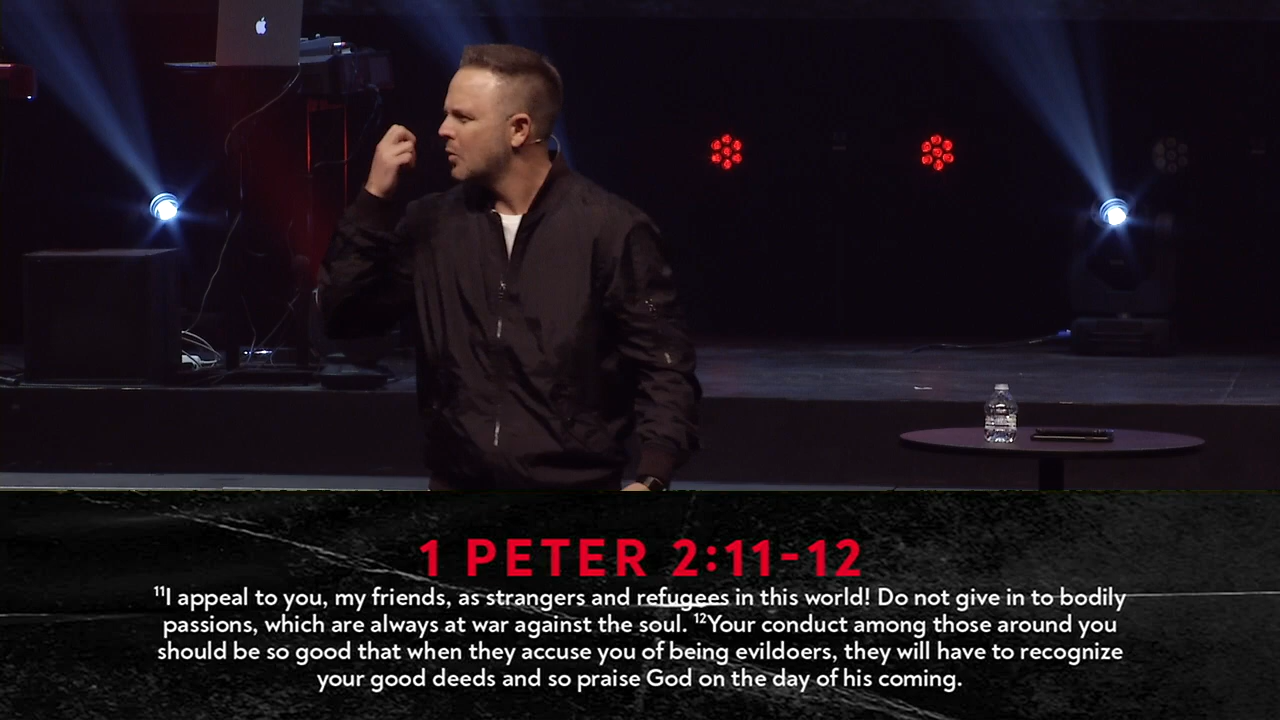 1 PETER 2:11-12
¹¹I appeal to you, my friends, as strangers and refugees in this world! Do not give in to bodily
passions, which are always at war against the soul. ¹²Your conduct among those around you
should be so good that when they accuse you of being evildoers, they will have to recognize
your good deeds and so praise God on the day of his coming.